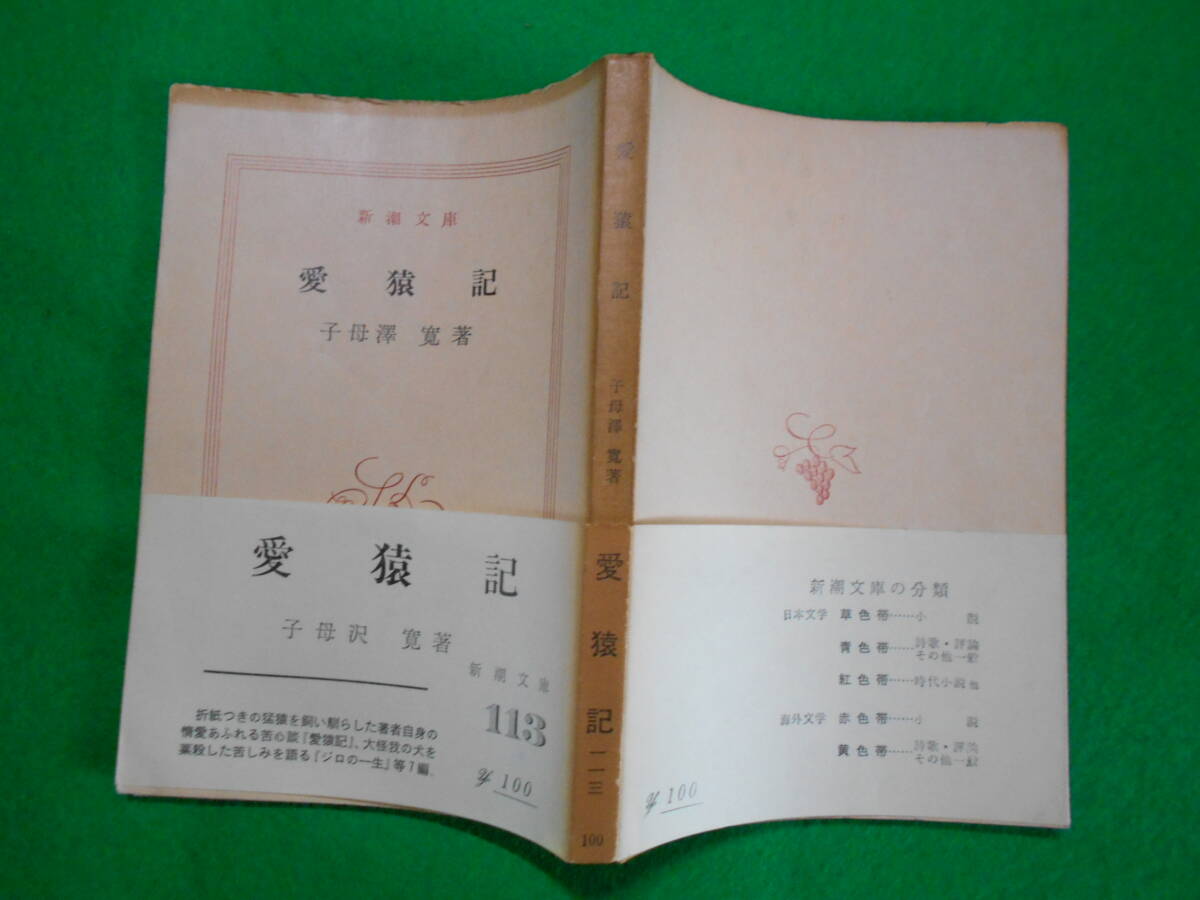 新潮文庫
愛猿記
子母澤 寛著
愛猿記
子母沢 寛著
新潮文庫
113
折紙つきの猛猿を飼い馴らした著者自身の
情愛あふれる苦心談『愛猿記』、大怪我の犬を
薬殺した苦しみを語る『ジロの一生』等7編。
¥100
愛猿記
子母澤 寛著
愛猿記
一一三
100
新潮文庫の分類
日本文学 草色帯……小説
青色帯……詩歌・評論
その他一般
紅色帯……時代小説他
海外文学 赤色帯……小説
黄色帯……詩歌・評論
その他一般
¥100